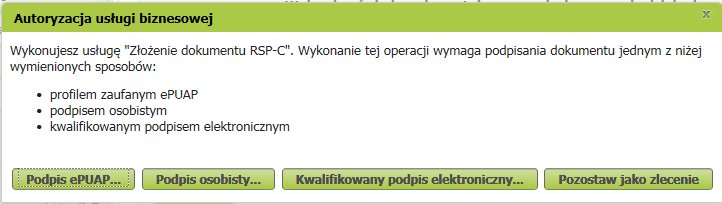 Autoryzacja usługi biznesowej
x
Wykonujesz usługę "Złożenie dokumentu RSP-C". Wykonanie tej operacji wymaga podpisania dokumentu jednym z niżej
wymienionych sposobów:
• profilem zaufanym ePUAP
• podpisem osobistym
• kwalifikowanym podpisem elektronicznym
Podpis ePUAP... Podpis osobisty... Kwalifikowany podpis elektroniczny... Pozostaw jako zlecenie